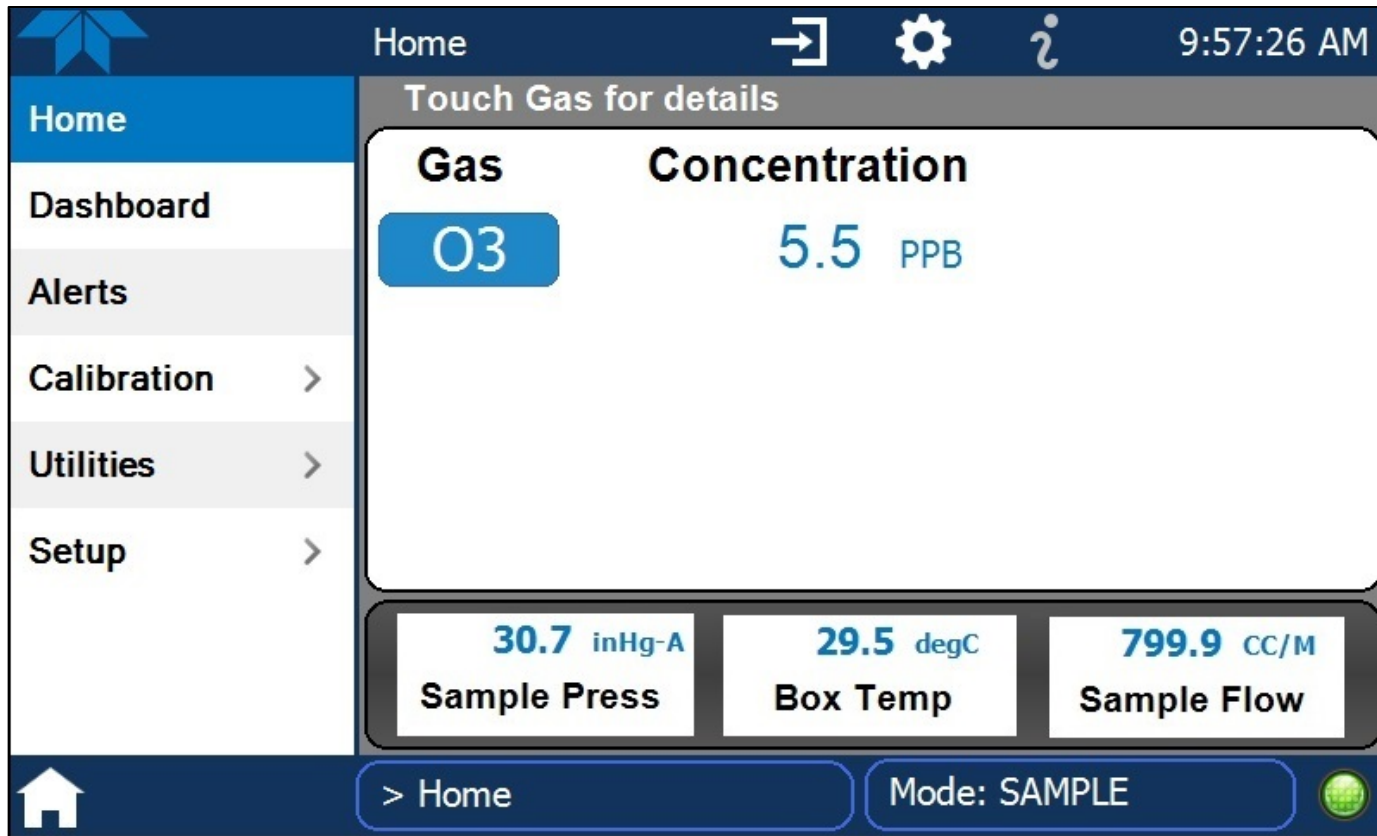 Home
9:57:26 AM
Home
Dashboard
Alerts
Calibration
Utilities
Setup
Touch Gas for details
Gas Concentration
O3 5.5 PPB
30.7 inHg-A
Sample Press
29.5 degC
Box Temp
799.9 CC/M
Sample Flow
> Home
Mode: SAMPLE